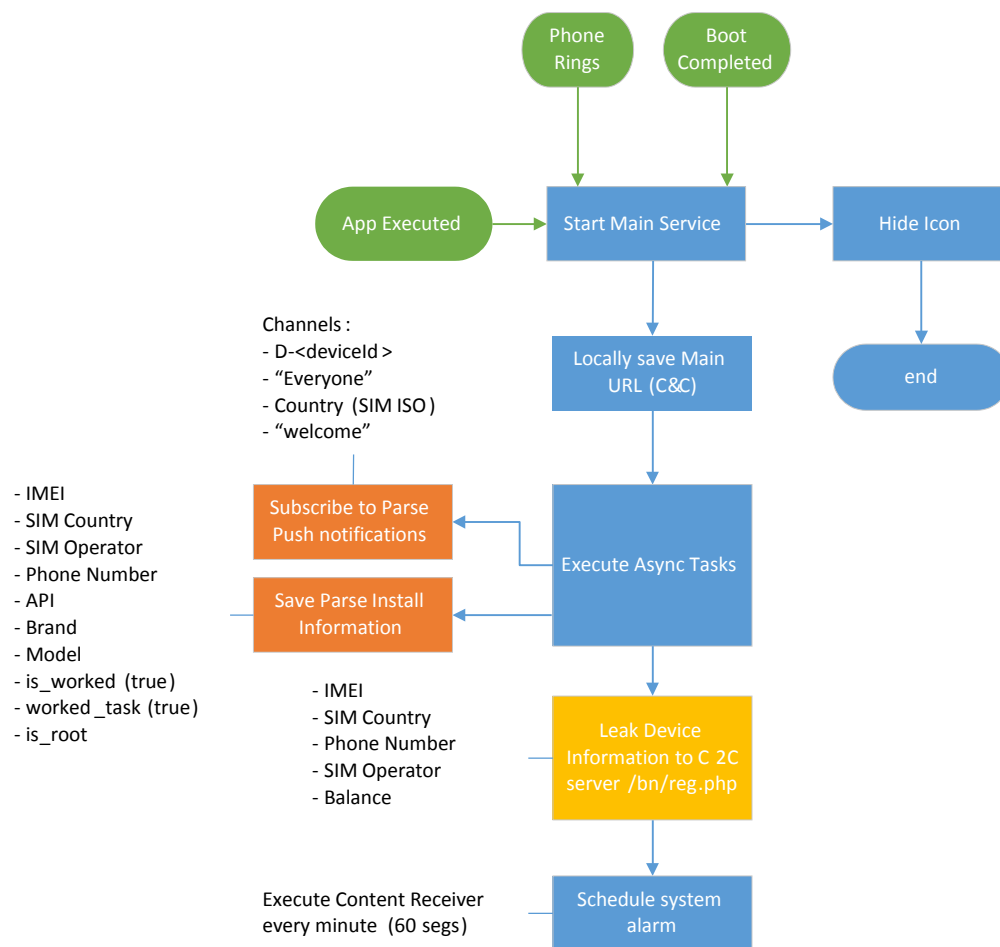 Phone
Rings
Boot
Completed
App Executed
Start Main Service
Hide Icon
Channels :
- D-<deviceId >
- “Everyone”
- Country (SIM ISO )
- “welcome”
Locally save Main
URL (C&C)
end
- IMEI
- SIM Country
- SIM Operator
- Phone Number
- API
- Brand
- Model
- is_worked (true)
- worked _task (true)
- is_root
Subscribe to Parse
Push notifications
Execute Async Tasks
Save Parse Install
Information
- IMEI
- SIM Country
- Phone Number
- SIM Operator
- Balance
Leak Device
Information to C 2C
server /bn/reg.php
Execute Content Receiver
every minute (60 segs)
Schedule system
alarm